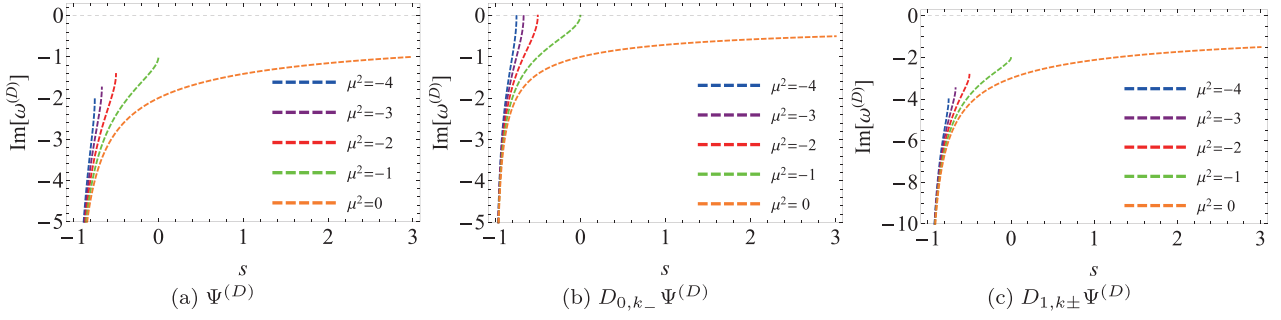 0
-1
-2
-3
-4
-5
Im[ω^(D)]
μ²=-4
μ²=-3
μ²=-2
μ²=-1
μ²=0
-1 0 1 2 3
s
(a) Ψ^(D)
0
-1
-2
-3
-4
-5
Im[ω^(D)]
μ²=-4
μ²=-3
μ²=-2
μ²=-1
μ²= 0
-1 0 1 2 3
s
(b) D_{0,k_-}Ψ^(D)
0
-2
-4
-6
-8
-10
Im[ω^(D)]
μ²=-4
μ²=-3
μ²=-2
μ²=-1
μ²= 0
-1 0 1 2 3
s
(c) D_{1,k±}Ψ^(D)